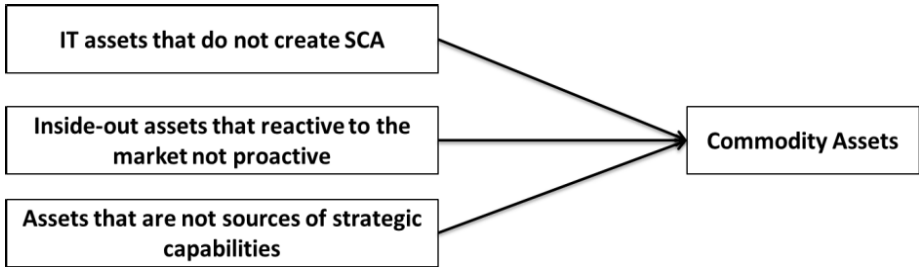 IT assets that do not create SCA
Inside-out assets that reactive to the
market not proactive
Commodity Assets
Assets that are not sources of strategic
capabilities